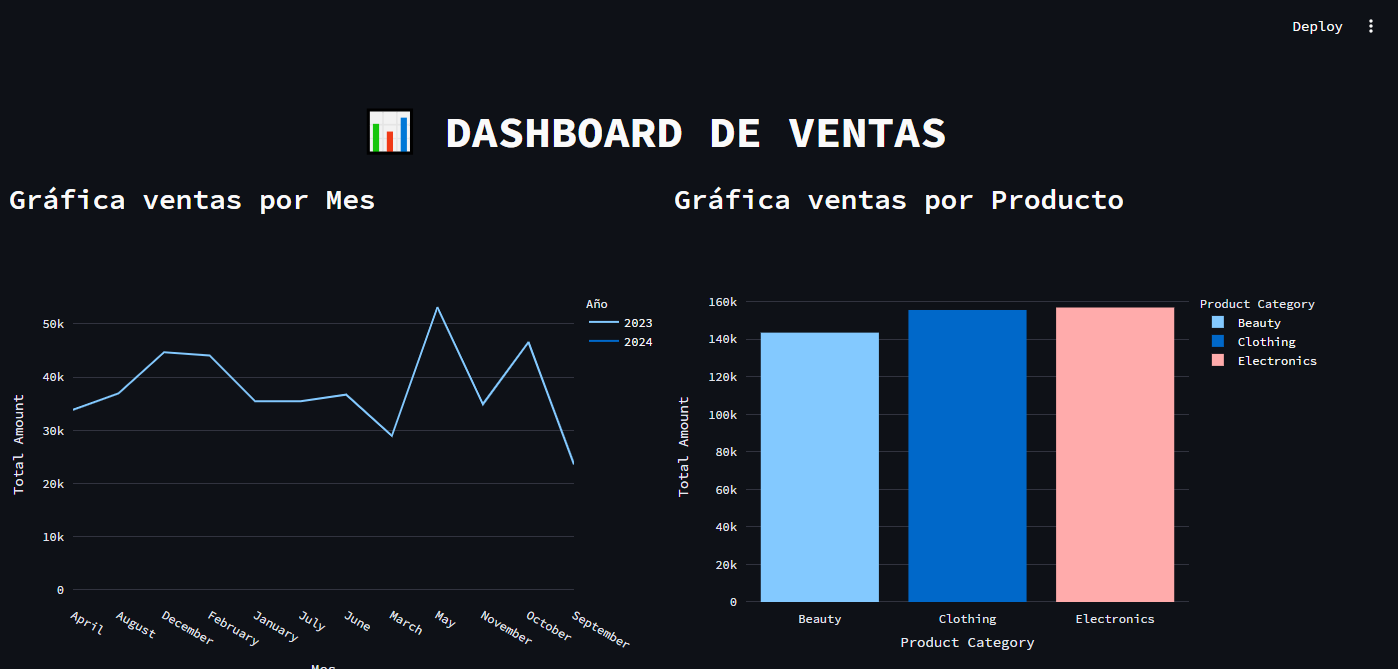 Deploy
DASHBOARD DE VENTAS
Gráfica ventas por Mes
Año
2023
2024
50k
40k
30k
20k
10k
0
Total Amount
April
August
December
February
January
July
June
March
May
November
October
September
Mes
Gráfica ventas por Producto
Product Category
Beauty
Clothing
Electronics
160k
140k
120k
100k
80k
60k
40k
20k
0
Total Amount
Beauty
Clothing
Electronics
Product Category